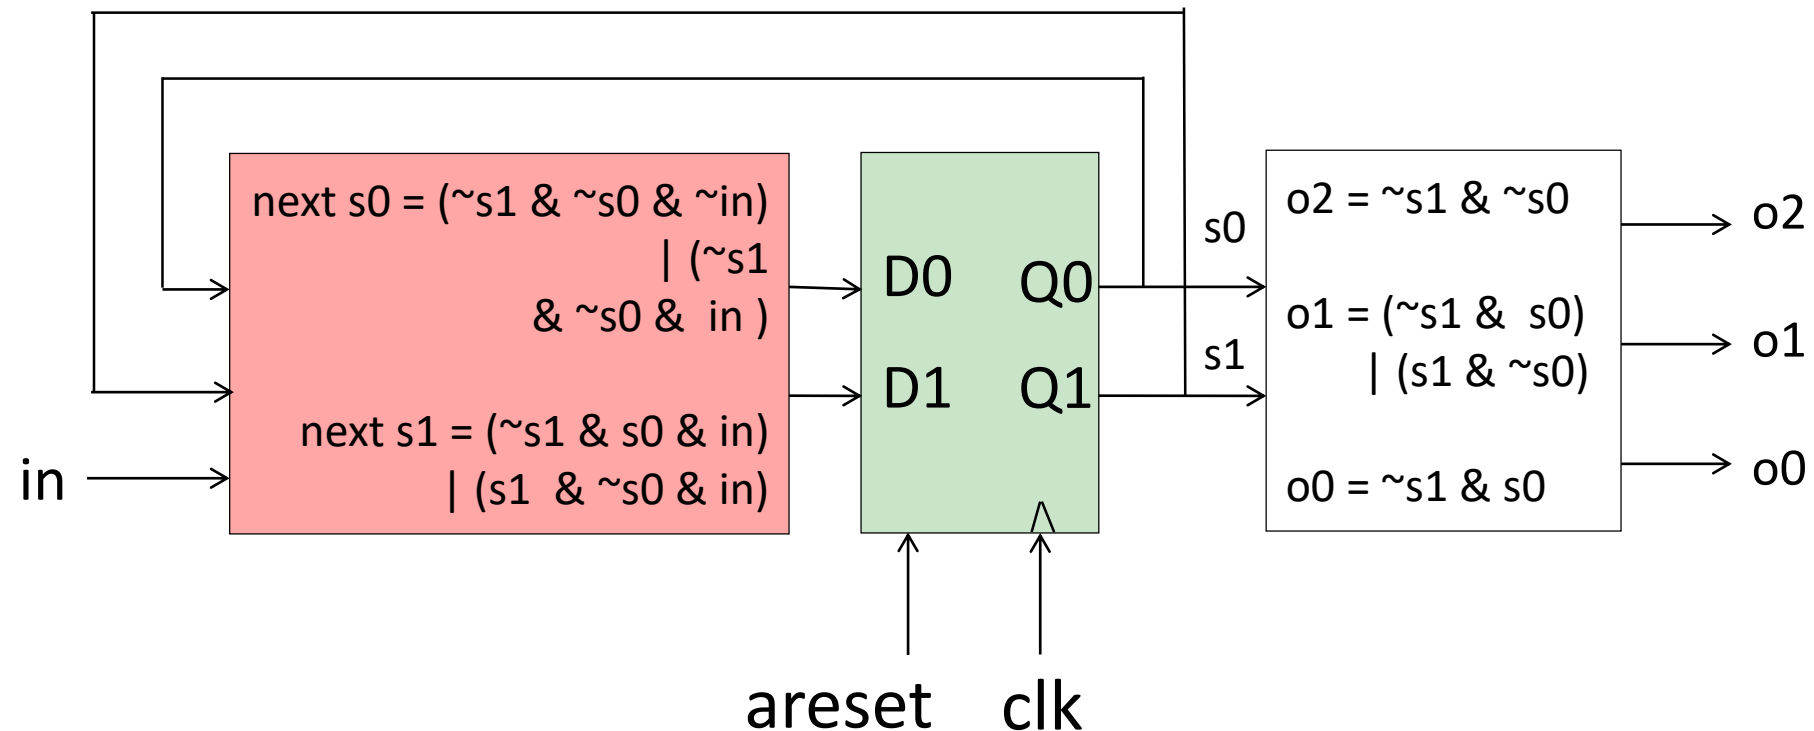 next s0 = (~s1 & ~s0 & ~in)
| (~s1
& ~s0 & in )
next s1 = (~s1 & s0 & in)
| (s1 & ~s0 & in)
in
D0
Q0
D1
Q1
areset
clk
s0
s1
o2 = ~s1 & ~s0
o1 = (~s1 & s0)
| (s1 & ~s0)
o0 = ~s1 & s0
o2
o1
o0